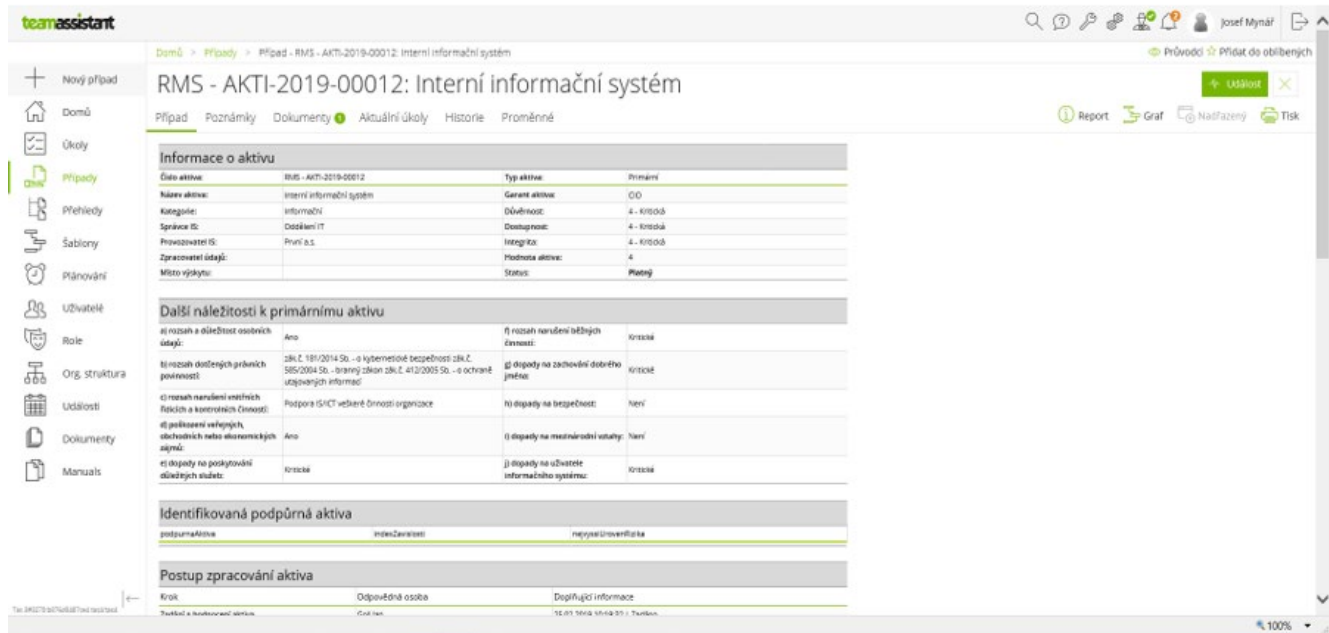 teamassistant
Josef Mynář
Domů > Případy > Případ - RMS - AKTI-2019-00012: Interní informační systém
Průvodci Přidat do oblíbených
Nový případ
RMS - AKTI-2019-00012: Interní informační systém
Událost
Domů
Případ Poznámky Dokumenty 1 Aktuální úkoly Historie Proměnné
Report Graf Nadřazený Tisk
Úkoly
Případy
Přehledy
Šablony
Plánování
Uživatelé
Role
Org. struktura
Události
Dokumenty
Manuals
Informace o aktivu
Číslo aktiva: RMS - AKTI-2019-00012 Typ aktiva: Primární
Název aktiva: Interní informační systém Garant aktiva: CIO
Kategorie: Informační Důvěrnost: 4 - Kritická
Správce IS: Oddělení IT Dostupnost: 4 - Kritická
Provozovatel IS: První a.s. Integrita: 4 - Kritická
Zpracovatel údajů: Hodnota aktiva: 4
Místo výskytu: Status: Platný
Další náležitosti k primárnímu aktivu
a) rozsah a důležitost osobních údajů: Ano f) rozsah narušení běžných činností: Kritické
b) rozsah dotčených právních povinností: zák.č. 181/2014 Sb. - o kybernetické bezpečnosti zák.č.
585/2004 Sb. - branný zákon zák.č. 412/2005 Sb. - o ochraně
utajovaných informací
g) dopady na zachování dobrého jména: Kritické
c) rozsah narušení vnitřních řídících a kontrolních činností: Podpora IS/ICT veškeré činnosti organizace h) dopady na bezpečnost: Není
d) poškození veřejných, obchodních nebo ekonomických zájmů: Ano i) dopady na mezinárodní vztahy: Není
e) dopady na poskytování důležitých služeb: Kritické j) dopady na uživatele informačního systému: Kritické
Identifikovaná podpůrná aktiva
podpurnaAktiva indexZavislosti nejvyssiUrovenRizika
Postup zpracování aktiva
Krok Odpovědná osoba Doplňující informace
100%